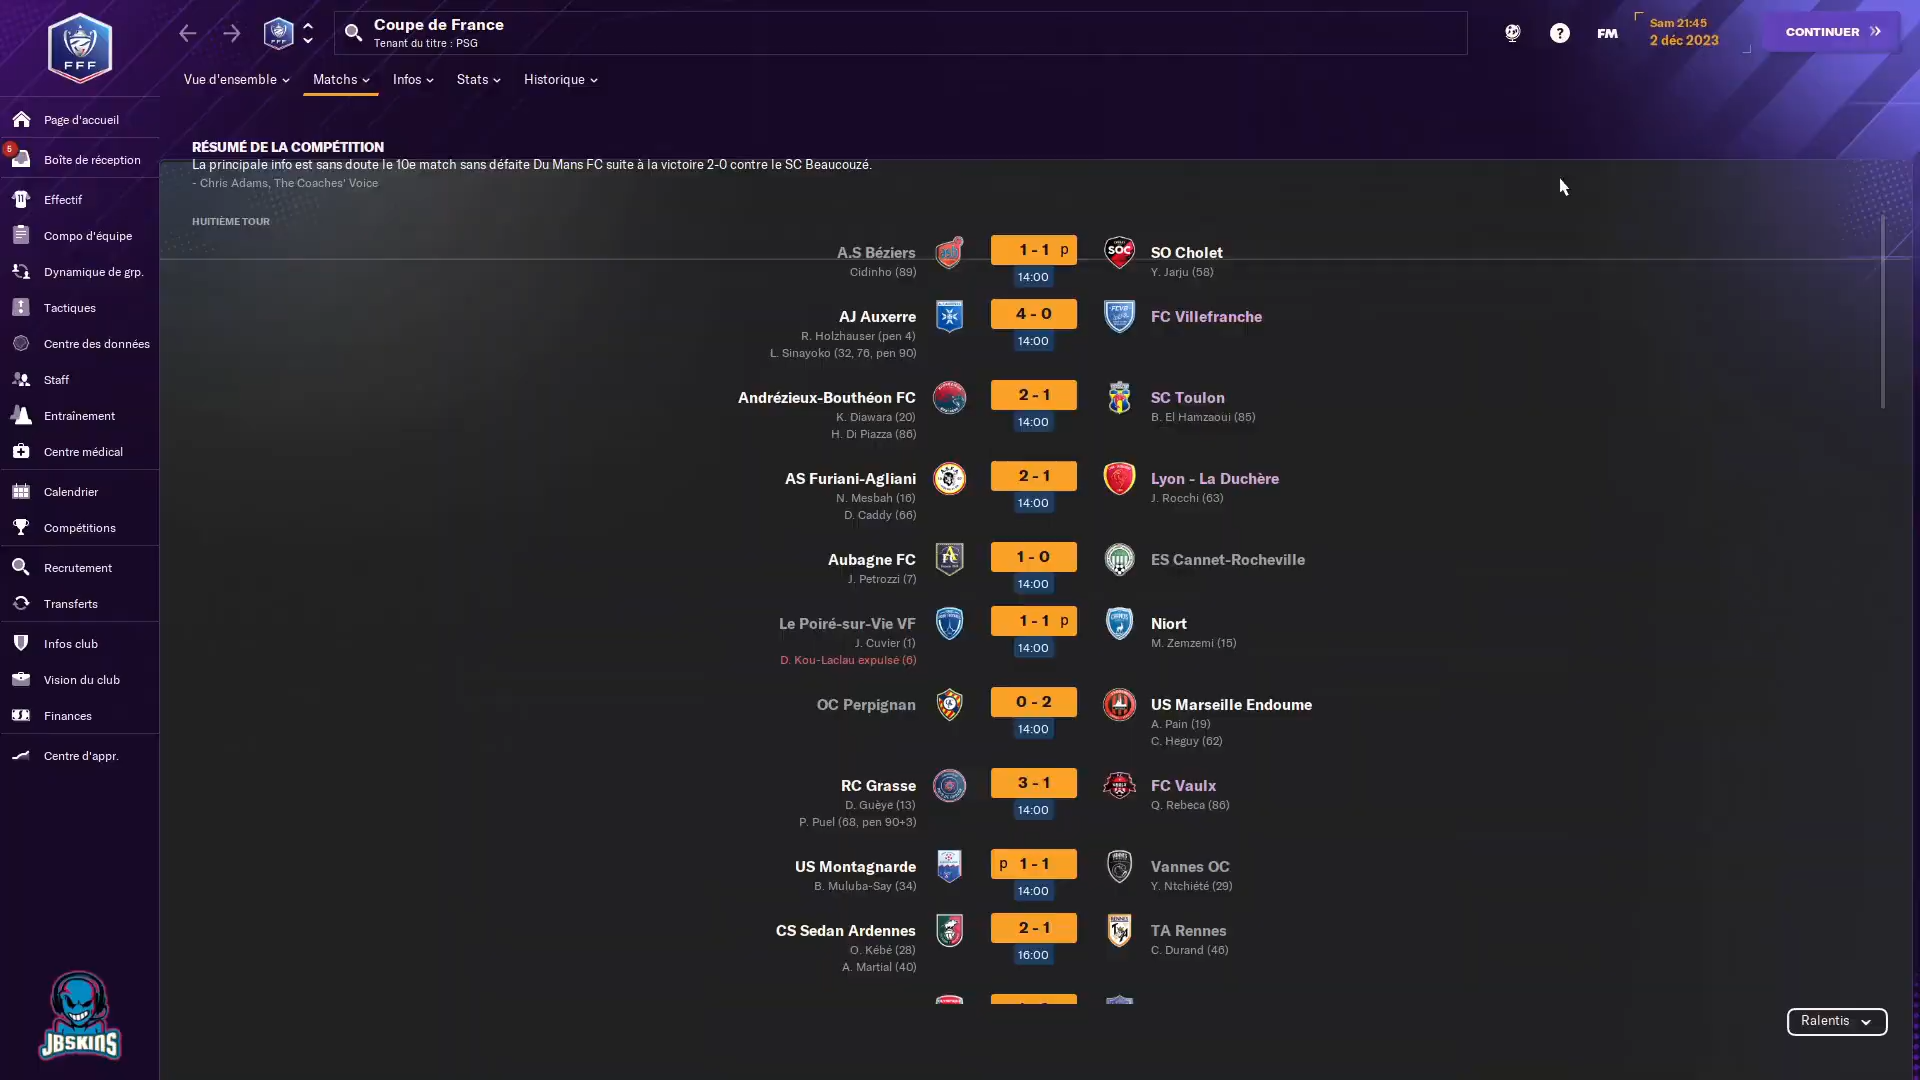 Coupe de France
Tenant du titre : PSG
FFF
FM
Sam 21:45
2 déc 2023
CONTINUER
Vue d'ensemble
Matchs
Infos
Stats
Historique
Page d'accueil
Boîte de réception
Effectif
Compo d'équipe
Dynamique de grp.
Tactiques
Centre des données
Staff
Entraînement
Centre médical
Calendrier
Compétitions
Recrutement
Transferts
Infos club
Vision du club
Finances
Centre d'appr.
JBSKINS
RÉSUMÉ DE LA COMPÉTITION
La principale info est sans doute le 10e match sans défaite Du Mans FC suite à la victoire 2-0 contre le SC Beaucouzé.
- Chris Adams, The Coaches' Voice
HUITIÈME TOUR
A.S Béziers 1 - 1 p SO Cholet
Cidinho (89) 14:00 Y. Jarju (58)
AJ Auxerre 4 - 0 FC Villefranche
R. Holzhauser (pen 4) 14:00
L. Sinayoko (32, 76, pen 90)
Andrézieux-Bouthéon FC 2 - 1 SC Toulon
K. Diawara (20) 14:00 B. El Hamzaoui (85)
H. Di Piazza (86)
AS Furiani-Agliani 2 - 1 Lyon - La Duchère
N. Mesbah (16) 14:00 J. Rocchi (63)
D. Caddy (66)
Aubagne FC 1 - 0 ES Cannet-Rocheville
J. Petrozzi (7) 14:00
Le Poiré-sur-Vie VF 1 - 1 p Niort
J. Cuvier (1) 14:00 M. Zemzemi (15)
D. Kou-Laclau expulsé (6)
OC Perpignan 0 - 2 US Marseille Endoume
14:00 A. Pain (19)
C. Heguy (62)
RC Grasse 3 - 1 FC Vaulx
D. Guèye (13) 14:00 Q. Rebeca (86)
P. Puel (68, pen 90+3)
US Montagnarde p 1 - 1 Vannes OC
B. Muluba-Say (34) 14:00 Y. Ntchiété (29)
CS Sedan Ardennes 2 - 1 TA Rennes
O. Kébé (28) 16:00 C. Durand (46)
A. Martial (40)
Ralentis